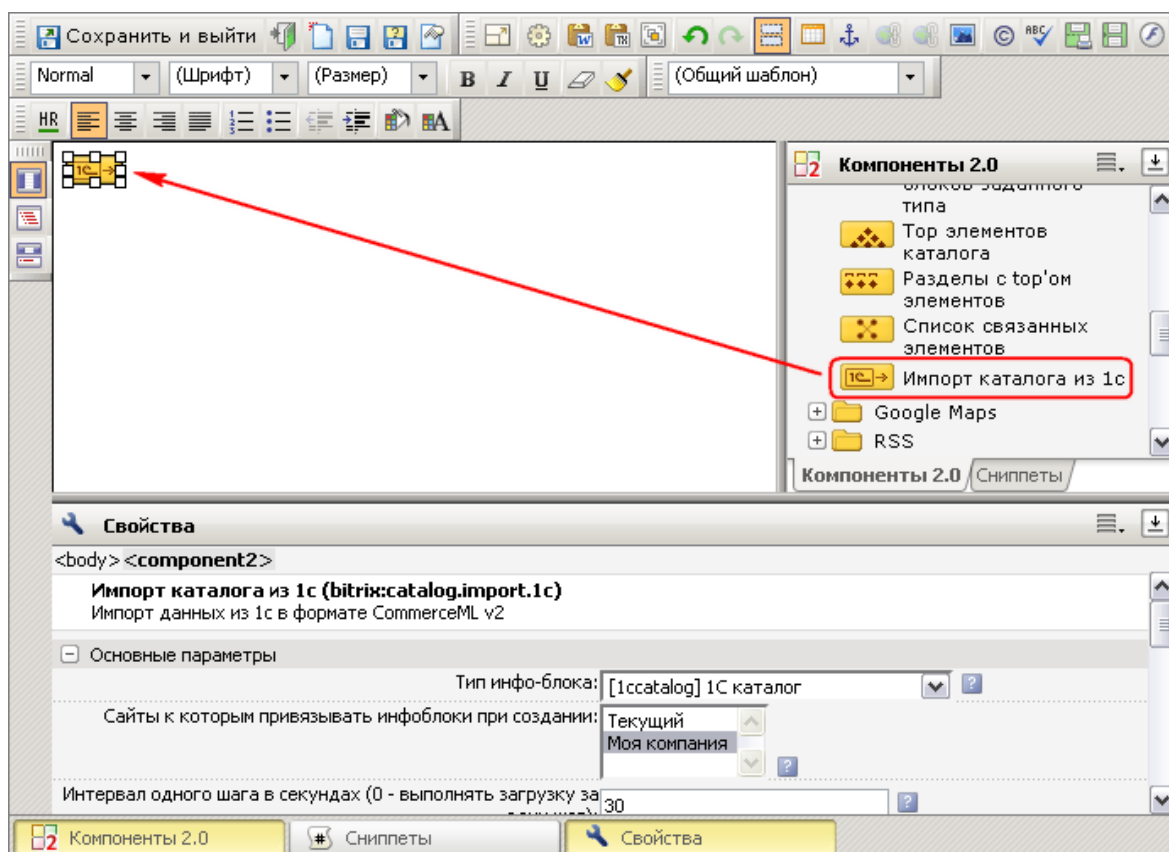 Сохранить и выйти
Normal (Шрифт) (Размер) B I U (Общий шаблон)
HR
Компоненты 2.0
блоков заданного
типа
Top элементов
каталога
Разделы с top'ом
элементов
Список связанных
элементов
Импорт каталога из 1с
Google Maps
RSS
Компоненты 2.0 Сниппеты
Свойства
<body> <component2>
Импорт каталога из 1с (bitrix:catalog.import.1c)
Импорт данных из 1с в формате CommerceML v2
Основные параметры
Тип инфо-блока: [1ccatalog] 1С каталог
Сайты к которым привязывать инфоблоки при создании: Текущий
Моя компания
Интервал одного шага в секундах (0 - выполнять загрузку за
30
Компоненты 2.0 Сниппеты Свойства